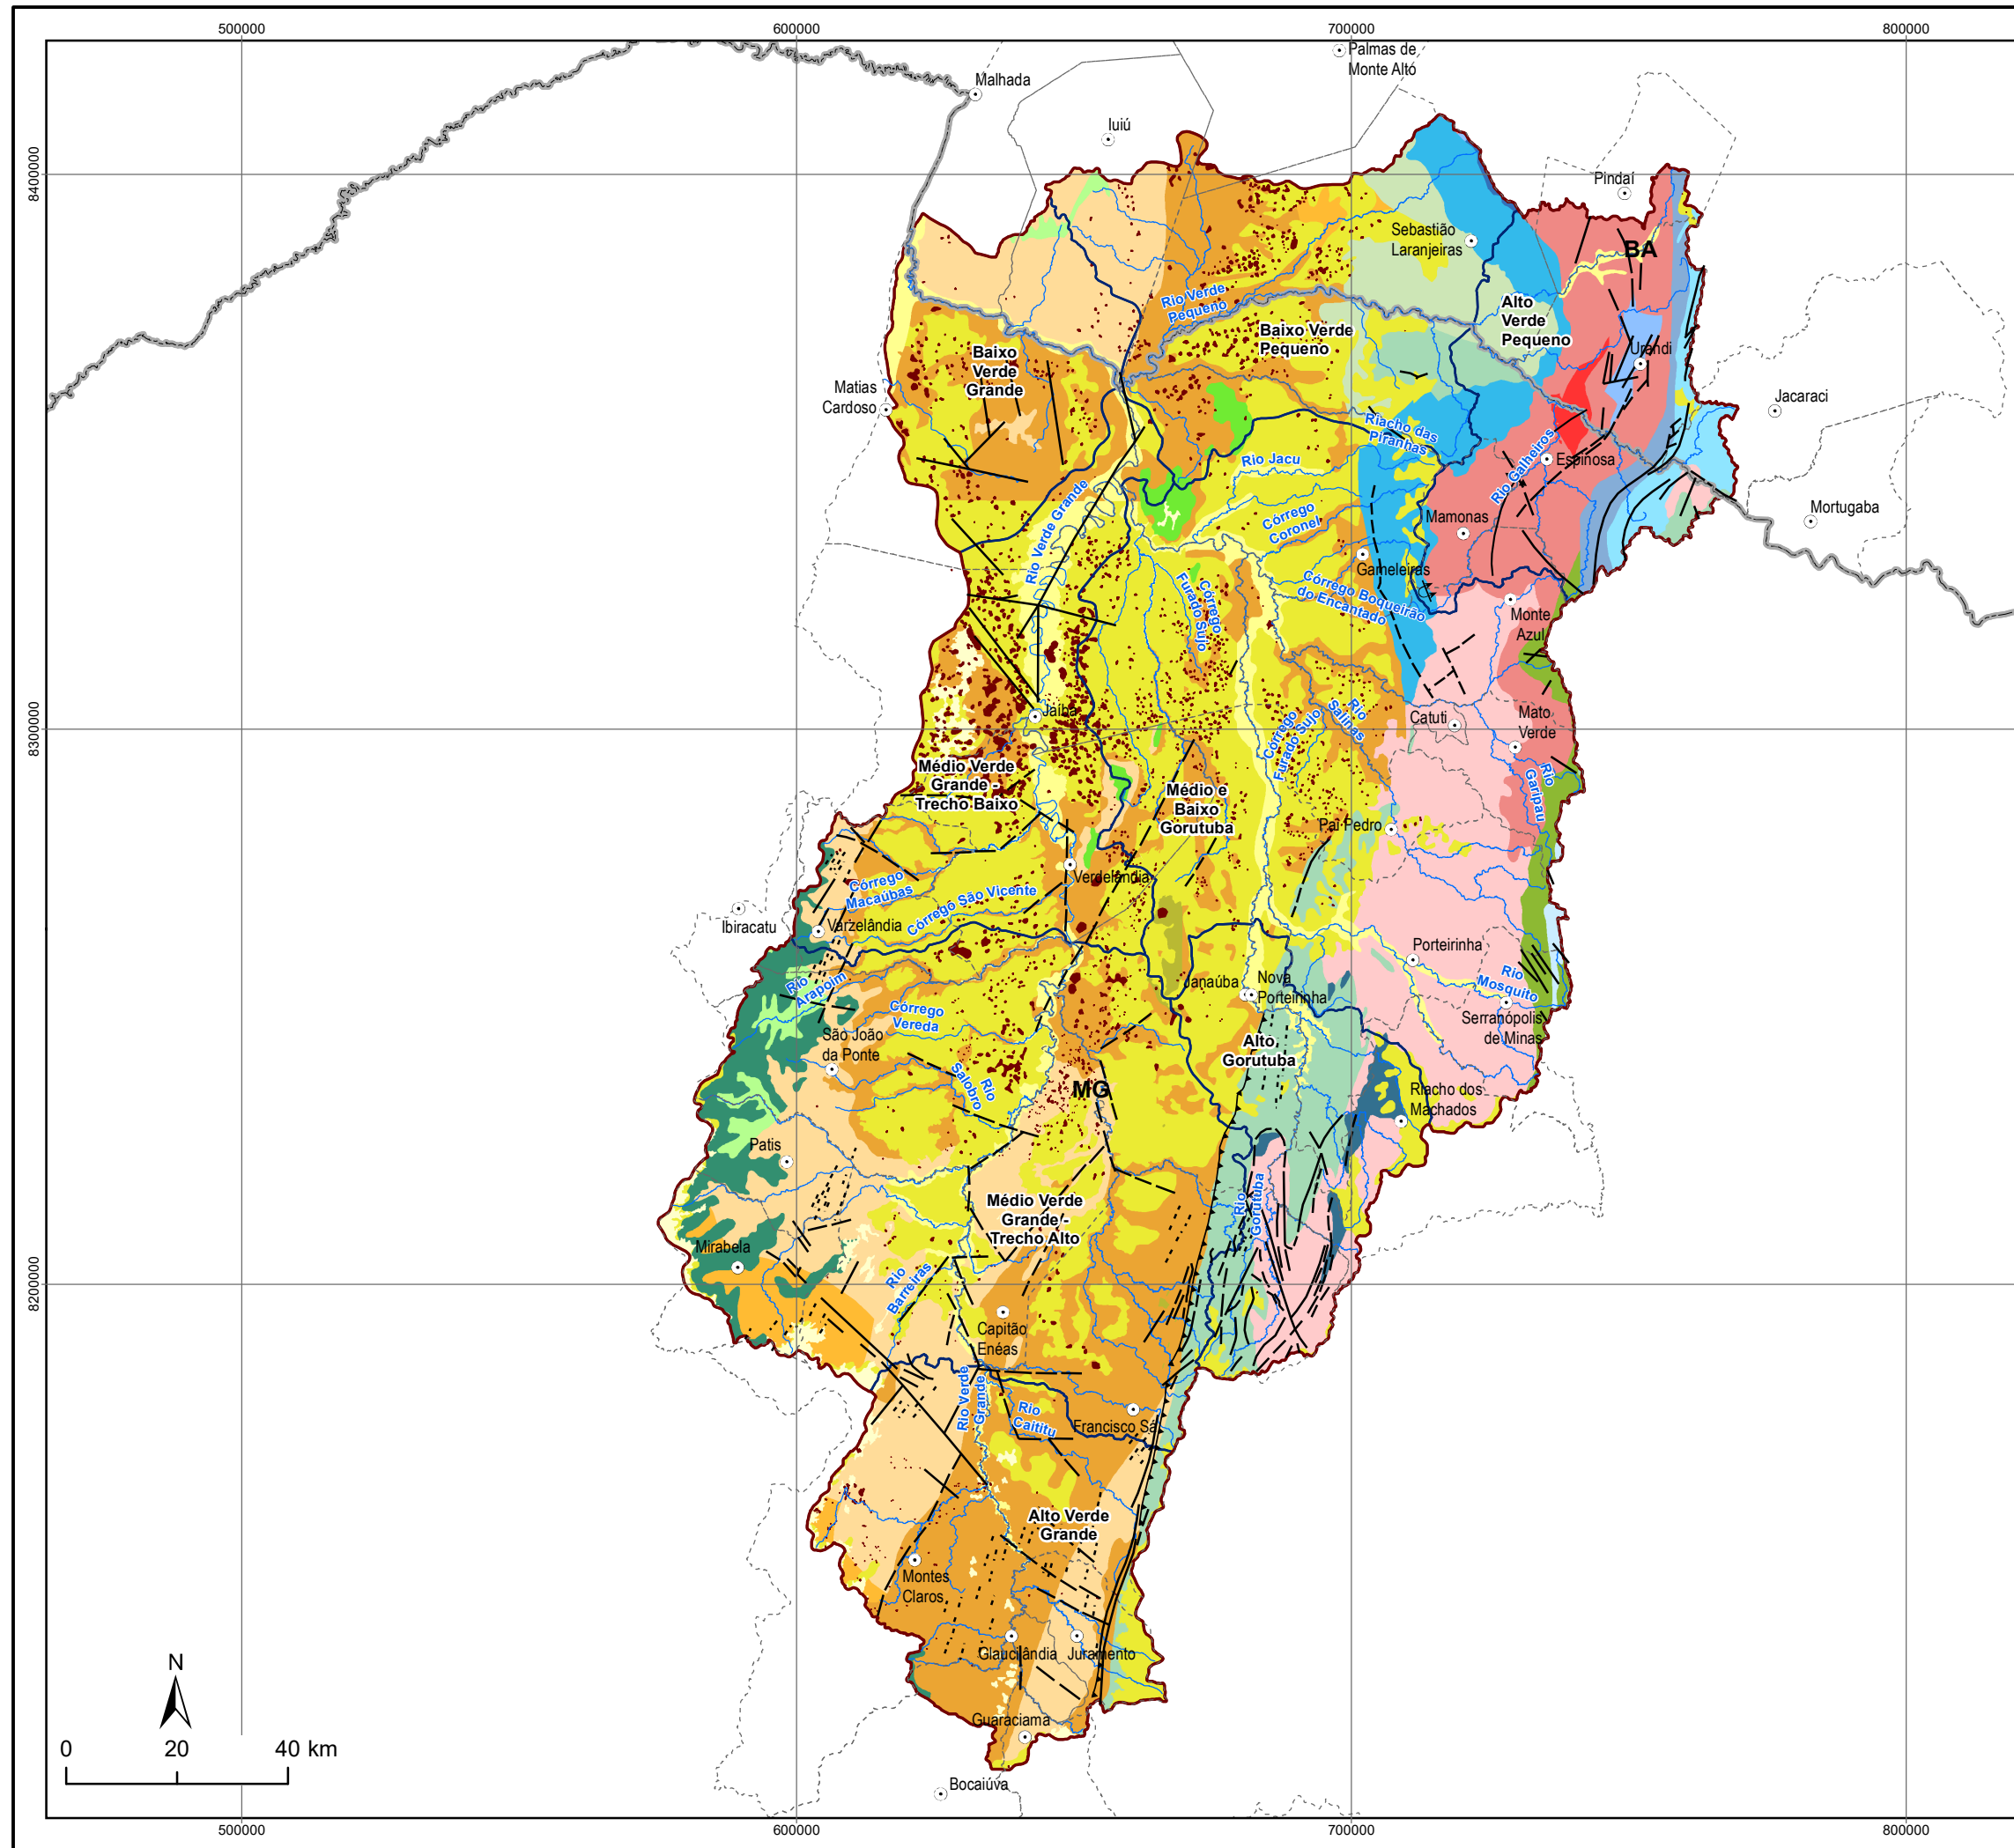 500000
600000
700000
800000
Palmas de
Monte Altó
Malhada
Iuiú
8400000
Pindaí
Sebastião
Laranjeiras
BA
Rio Verde
Pequeno
Alto
Verde
Pequeno
Baixo Verde
Pequeno
Baixo
Verde
Grande
Urandi
Matias
Cardoso
Jacaraci
Riacho das
Piranhas
Rio Jacu
Espinosa
Rio Galheiros
Rio Verde Grande
Córrego
Coronel
Mamonas
Mortugaba
Gameleiras
Córrego
Furado Sujo
Córrego Boqueirão
do Encantado
Monte
Azul
Jaíba
Rio
Salinas
Córrego
Furado Sujo
Catuti
Mato
Verde
8300000
Médio Verde
Grande -
Trecho Baixo
Médio e
Baixo
Gorutuba
Rio
Garipau
Pai Pedro
Verdelândia
Córrego
Macaúbas
Córrego São Vicente
Ibiracatu
Varzelândia
Porteirinha
Rio
Arapoim
Janaúba
Nova
Porteirinha
Rio
Mosquito
Córrego
Vereda
Serranópolis
de Minas
São João
da Ponte
Alto
Gorutuba
Rio
Salobro
MG
Riacho dos
Machados
Patis
Médio Verde
Grande -
Trecho Alto
Rio
Gorutuba
Mirabela
8200000
Rio
Barreiras
Capitão
Enéas
Rio Verde
Grande
Rio
Caititu
Francisco Sá
Alto Verde
Grande
Montes
Claros
Glaucilândia
Juramento
N
Guaraciama
0
20
40 km
Bocaiúva
500000
600000
700000
800000